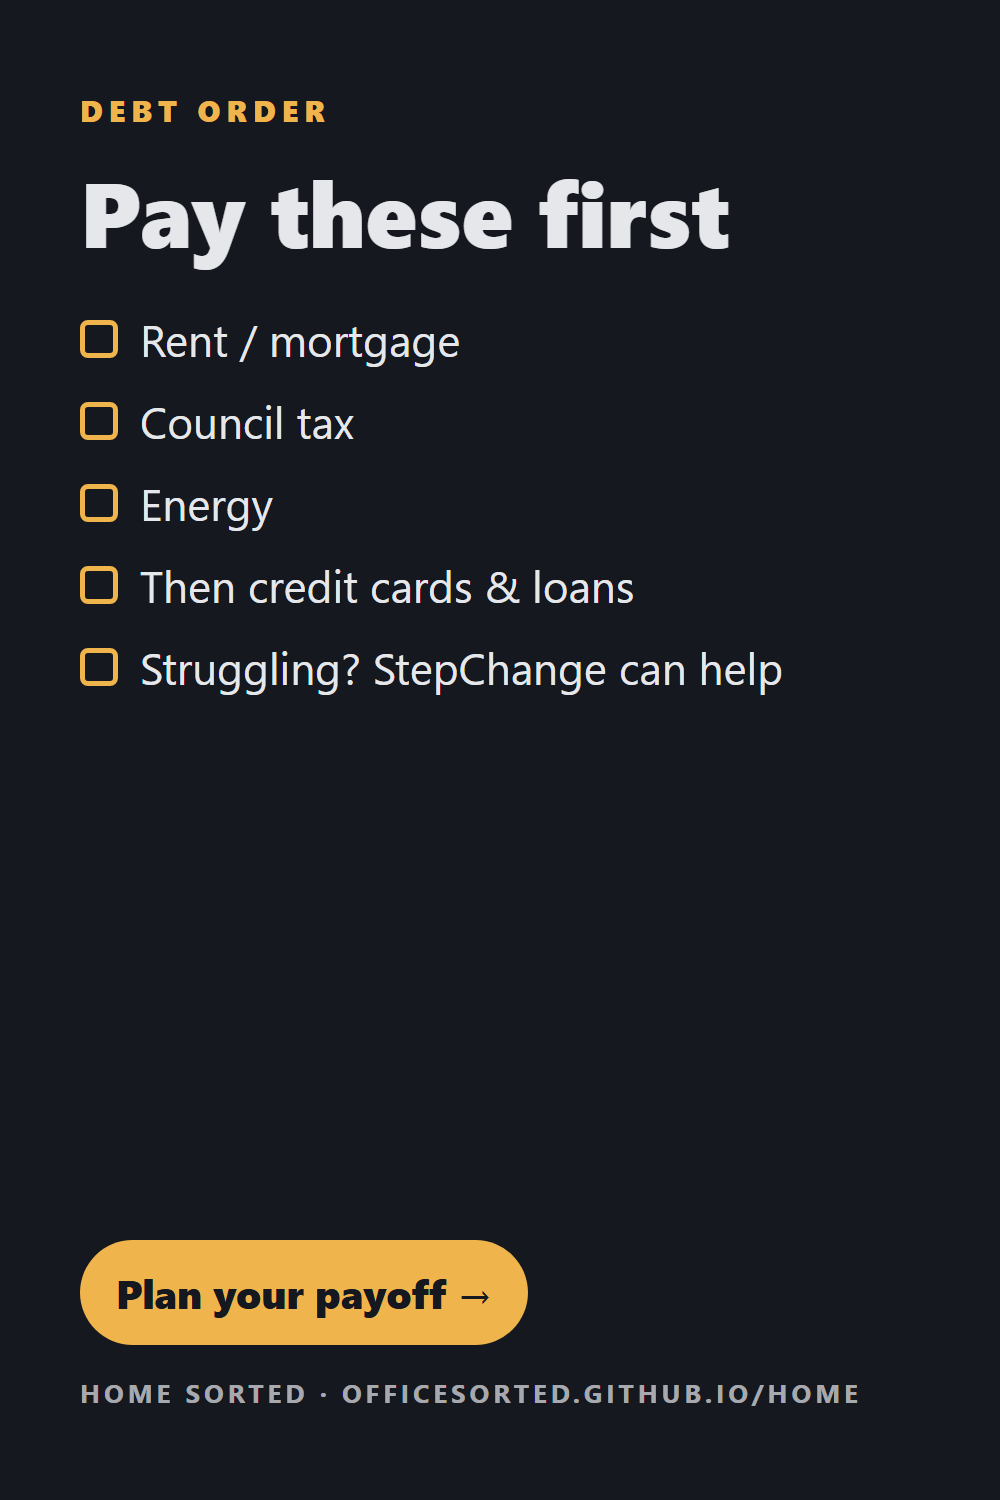 DEBT ORDER
Pay these first
Rent / mortgage
Council tax
Energy
Then credit cards & loans
Struggling? StepChange can help
Plan your payoff →
HOME SORTED · OFFICESORTED.GITHUB.IO/HOME